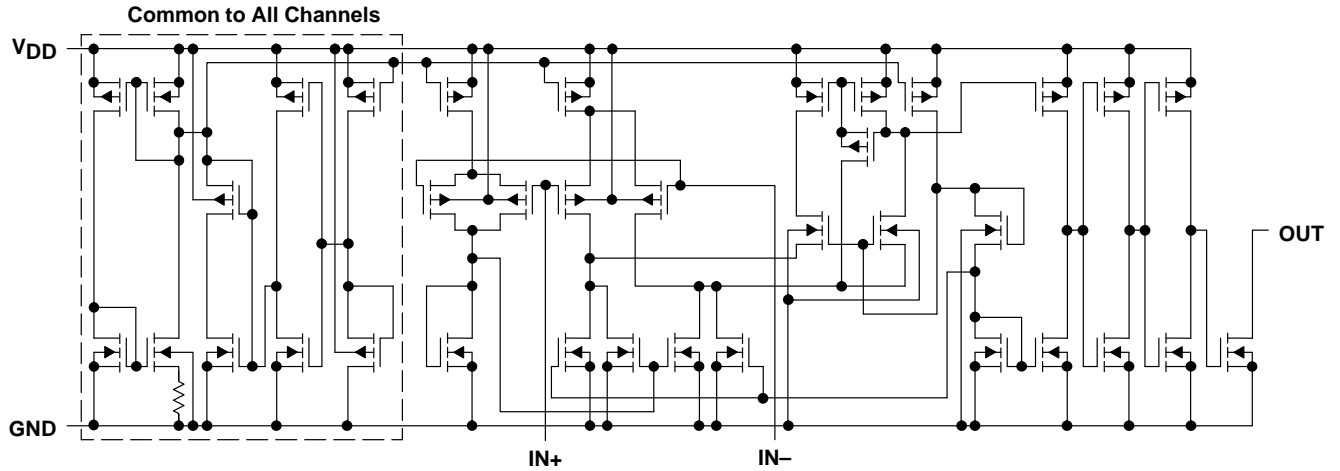 Common to All Channels
VDD
OUT
GND
IN+
IN–